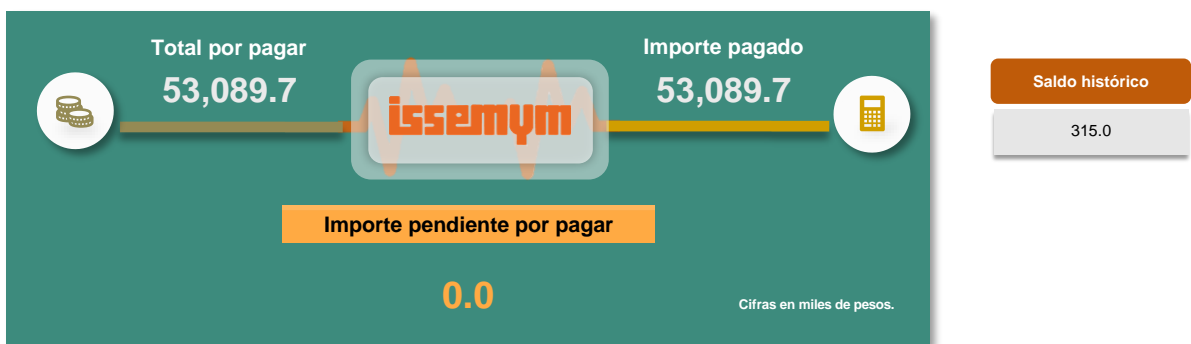 Total por pagar
53,089.7
issemym
Importe pagado
53,089.7
Importe pendiente por pagar
0.0
Cifras en miles de pesos.
Saldo histórico
315.0